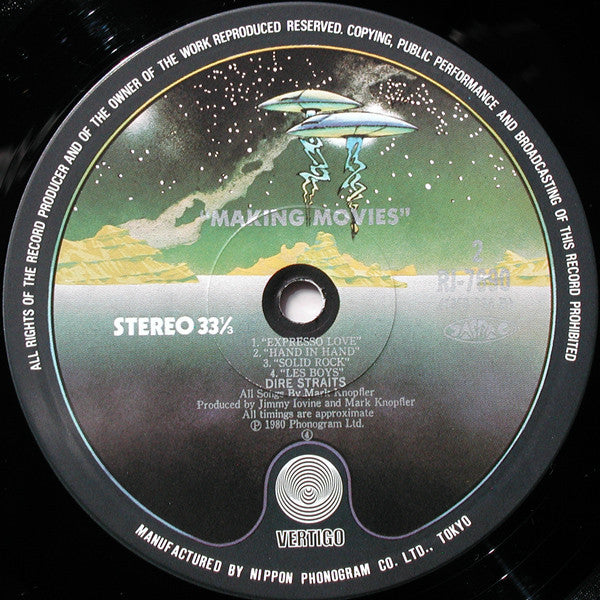 ALL RIGHTS OF THE RECORD PRODUCER AND OF THE OWNER OF THE WORK REPRODUCED RESERVED. COPYING, PUBLIC PERFORMANCE AND BROADCASTING OF THIS RECORD PROHIBITED
"MAKING MOVIES"
2
STEREO 33⅓
1. "EXPRESSO LOVE"
2. "HAND IN HAND"
3. "SOLID ROCK"
4. "LES BOYS"
DIRE STRAITS
All Songs By Mark Knopfler
Produced by Jimmy Iovine and Mark Knopfler
All timings are approximate
Ⓟ 1980 Phonogram Ltd.
④
VERTIGO
MANUFACTURED BY NIPPON PHONOGRAM CO. LTD., TOKYO